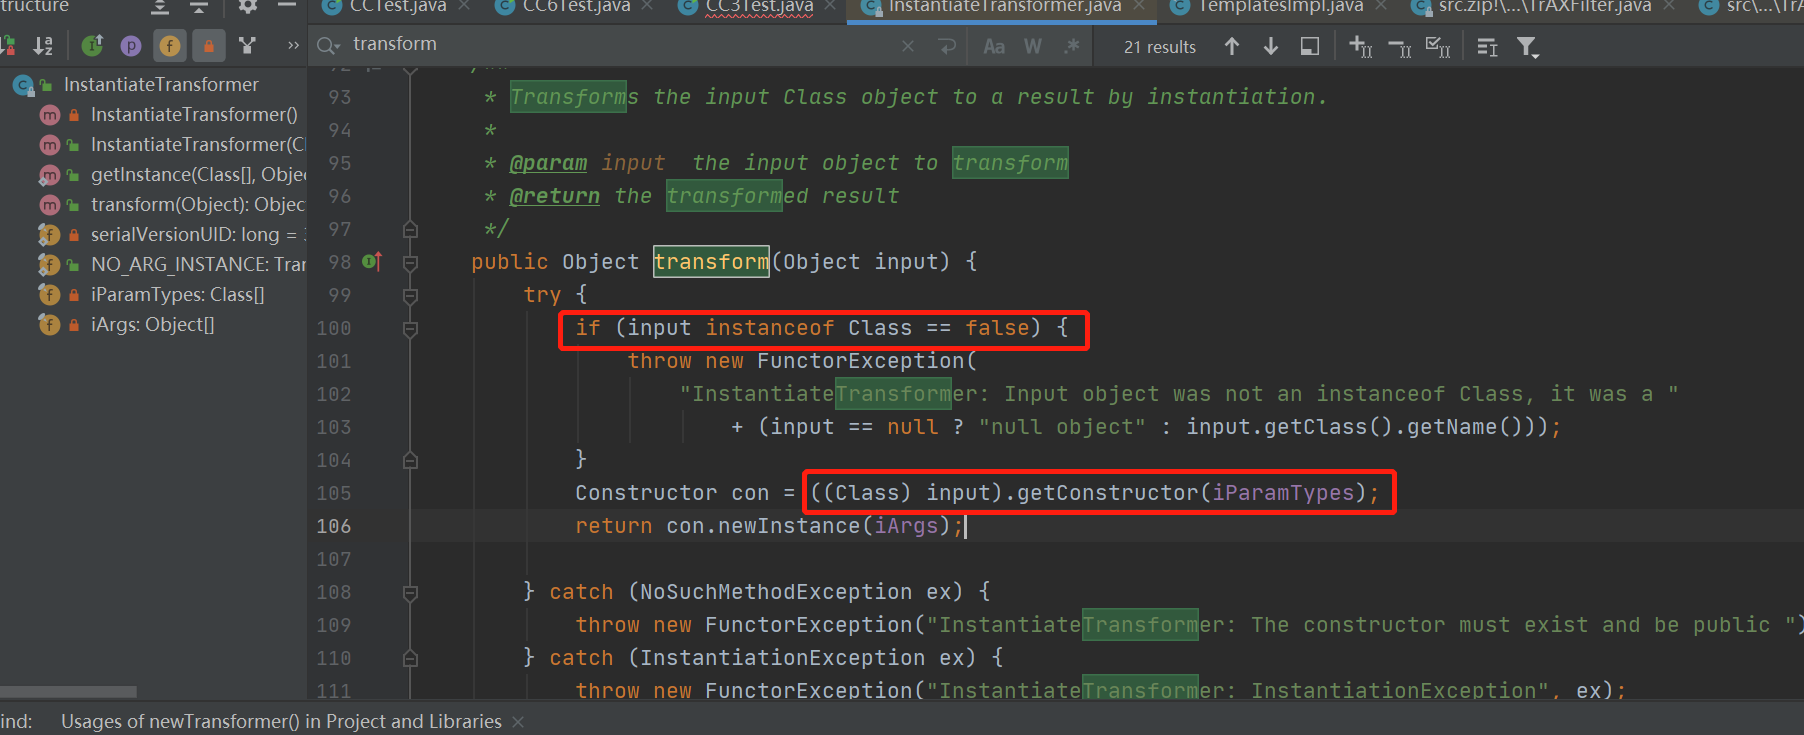 tructure
CCTest.java
CC6Test.java
CC3Test.java
InstantiateTransformer.java
TemplatesImpl.java
src.zip!\...\TrAXFilter.java
src\...\TrA
transform
Aa W .*
21 results
InstantiateTransformer
InstantiateTransformer()
InstantiateTransformer(Cl
getInstance(Class[], Objec
transform(Object): Objec
serialVersionUID: long = 3
NO_ARG_INSTANCE: Tran
iParamTypes: Class[]
iArgs: Object[]
92 /**
93 * Transforms the input Class object to a result by instantiation.
94 *
95 * @param input  the input object to transform
96 * @return the transformed result
97 */
98 public Object transform(Object input) {
99 try {
100 if (input instanceof Class == false) {
101 throw new FunctorException(
102 "InstantiateTransformer: Input object was not an instanceof Class, it was a "
103 + (input == null ? "null object" : input.getClass().getName()));
104 }
105 Constructor con = ((Class) input).getConstructor(iParamTypes);
106 return con.newInstance(iArgs);
107
108 } catch (NoSuchMethodException ex) {
109 throw new FunctorException("InstantiateTransformer: The constructor must exist and be public ")
110 } catch (InstantiationException ex) {
111 throw new FunctorException("InstantiateTransformer: InstantiationException", ex);
ind: Usages of newTransformer() in Project and Libraries